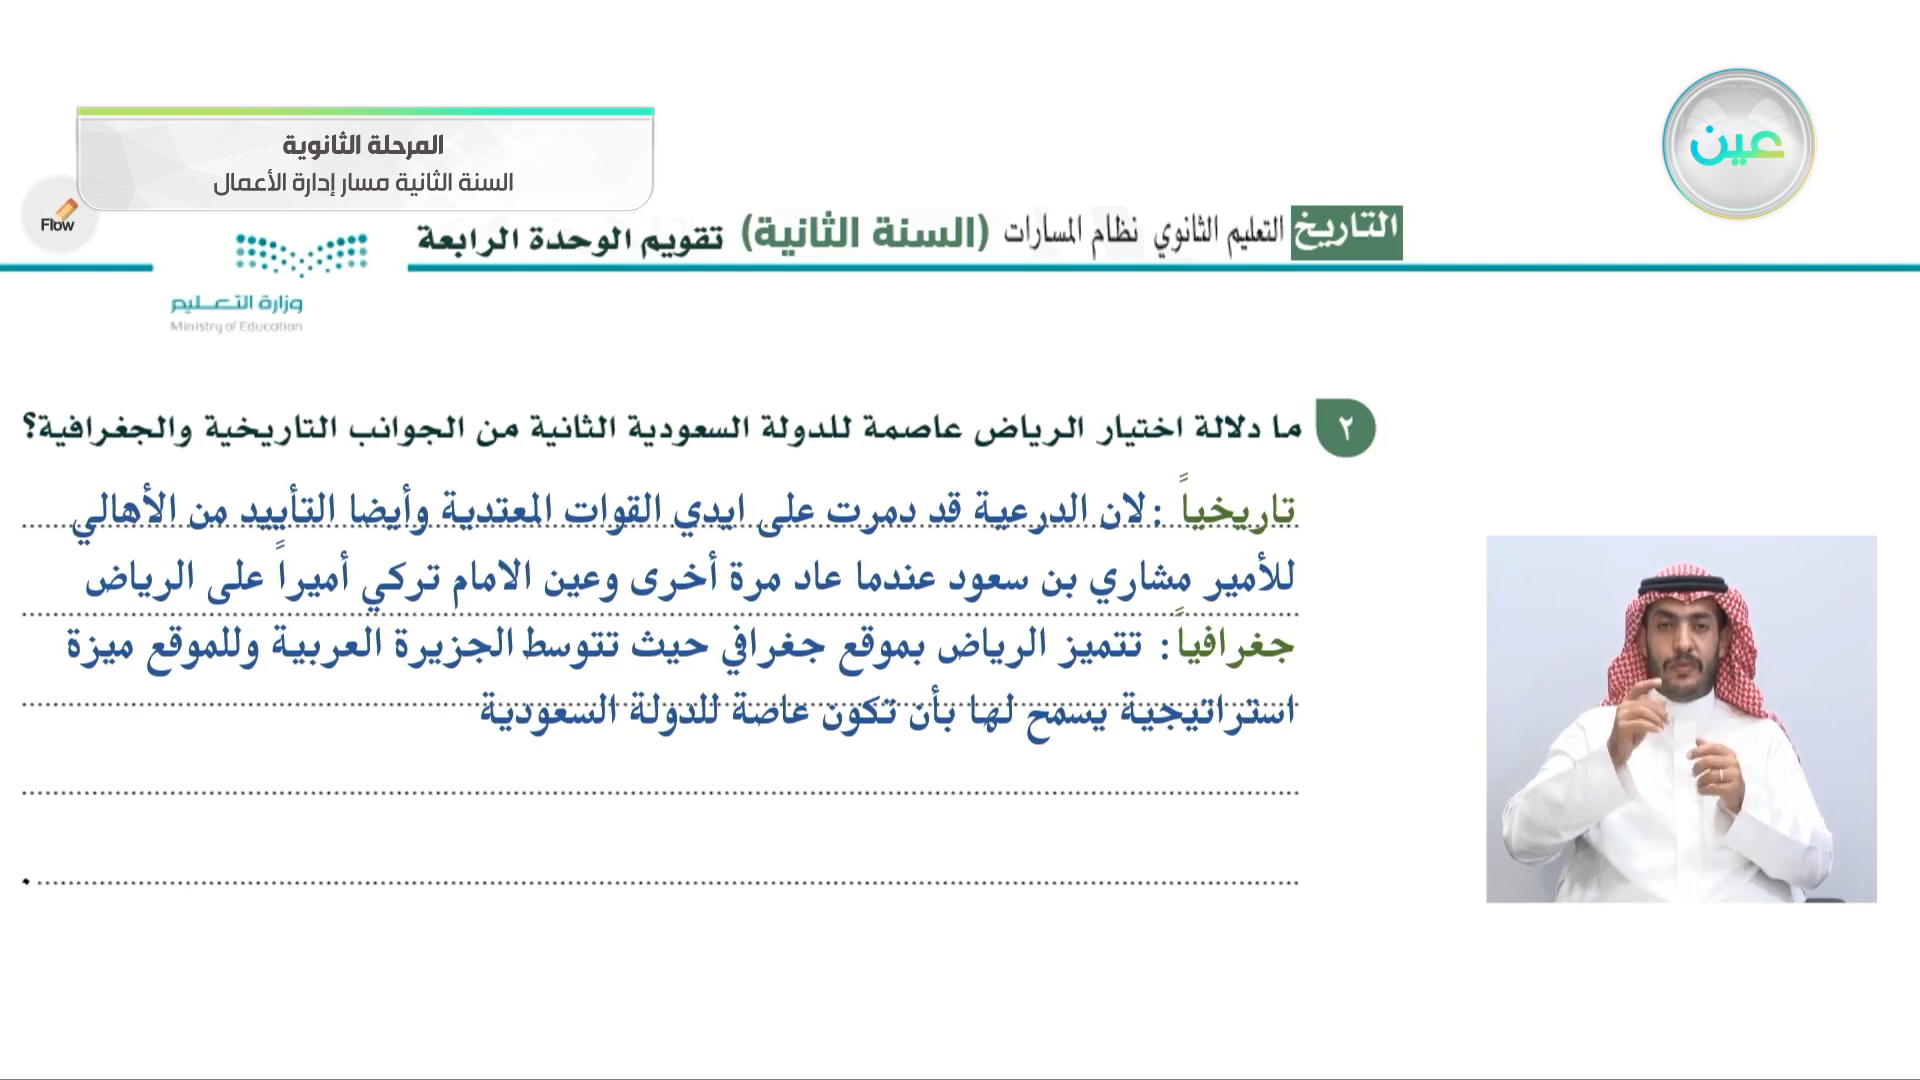 المرحلة الثانوية
السنة الثانية مسار إدارة الأعمال
عين
Flow
التاريخ التعليم الثانوي نظام المسارات (السنة الثانية) تقويم الوحدة الرابعة
وزارة التعـــليم
Ministry of Education
٢ ما دلالة اختيار الرياض عاصمة للدولة السعودية الثانية من الجوانب التاريخية والجغرافية؟
تاريخياً : لان الدرعية قد دمرت على ايدي القوات المعتدية وأيضا التأييد من الأهالي
للأمير مشاري بن سعود عندما عاد مرة أخرى وعين الامام تركي أميراً على الرياض
جغرافياً : تتميز الرياض بموقع جغرافي حيث تتوسط الجزيرة العربية وللموقع ميزة
استراتيجية يسمح لها بأن تكون عاصة للدولة السعودية